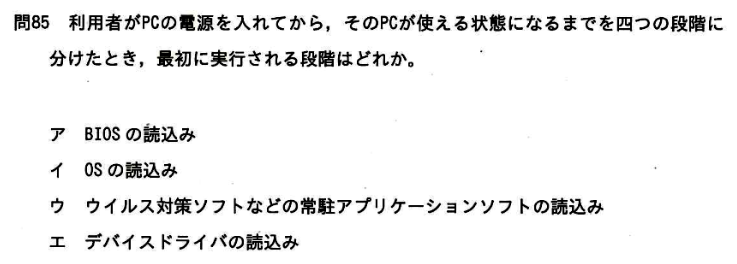 問85　利用者がPCの電源を入れてから，そのPCが使える状態になるまでを四つの段階に
分けたとき，最初に実行される段階はどれか。
ア　BIOSの読込み
イ　OSの読込み
ウ　ウイルス対策ソフトなどの常駐アプリケーションソフトの読込み
エ　デバイスドライバの読込み